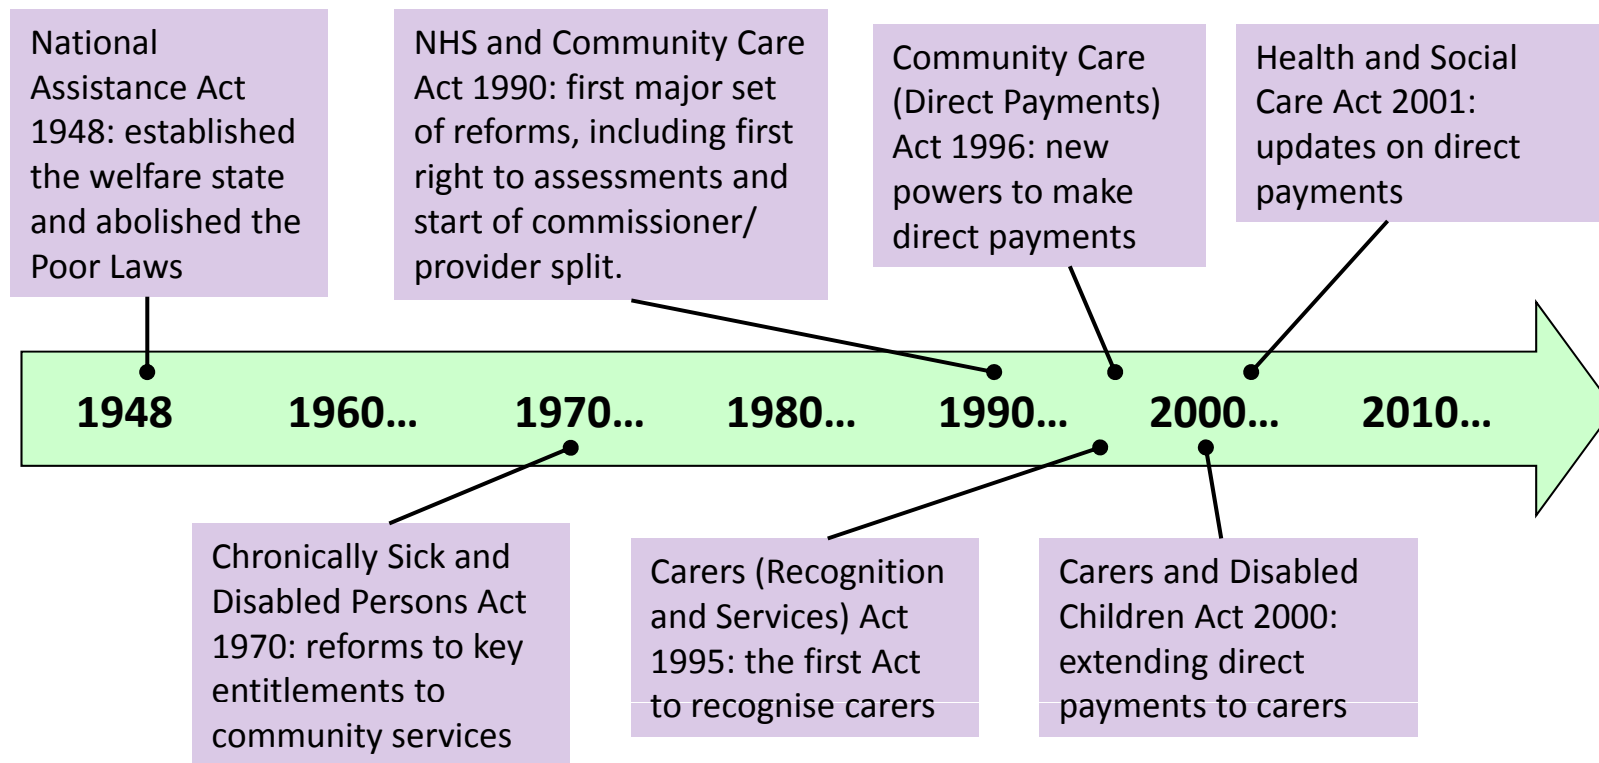 National
Assistance Act
1948: established
the welfare state
and abolished the
Poor Laws
NHS and Community Care
Act 1990: first major set
of reforms, including first
right to assessments and
start of commissioner/
provider split.
Community Care
(Direct Payments)
Act 1996: new
powers to make
direct payments
Health and Social
Care Act 2001:
updates on direct
payments
1948 1960... 1970... 1980... 1990... 2000... 2010...
Chronically Sick and
Disabled Persons Act
1970: reforms to key
entitlements to
community services
Carers (Recognition
and Services) Act
1995: the first Act
to recognise carers
Carers and Disabled
Children Act 2000:
extending direct
payments to carers